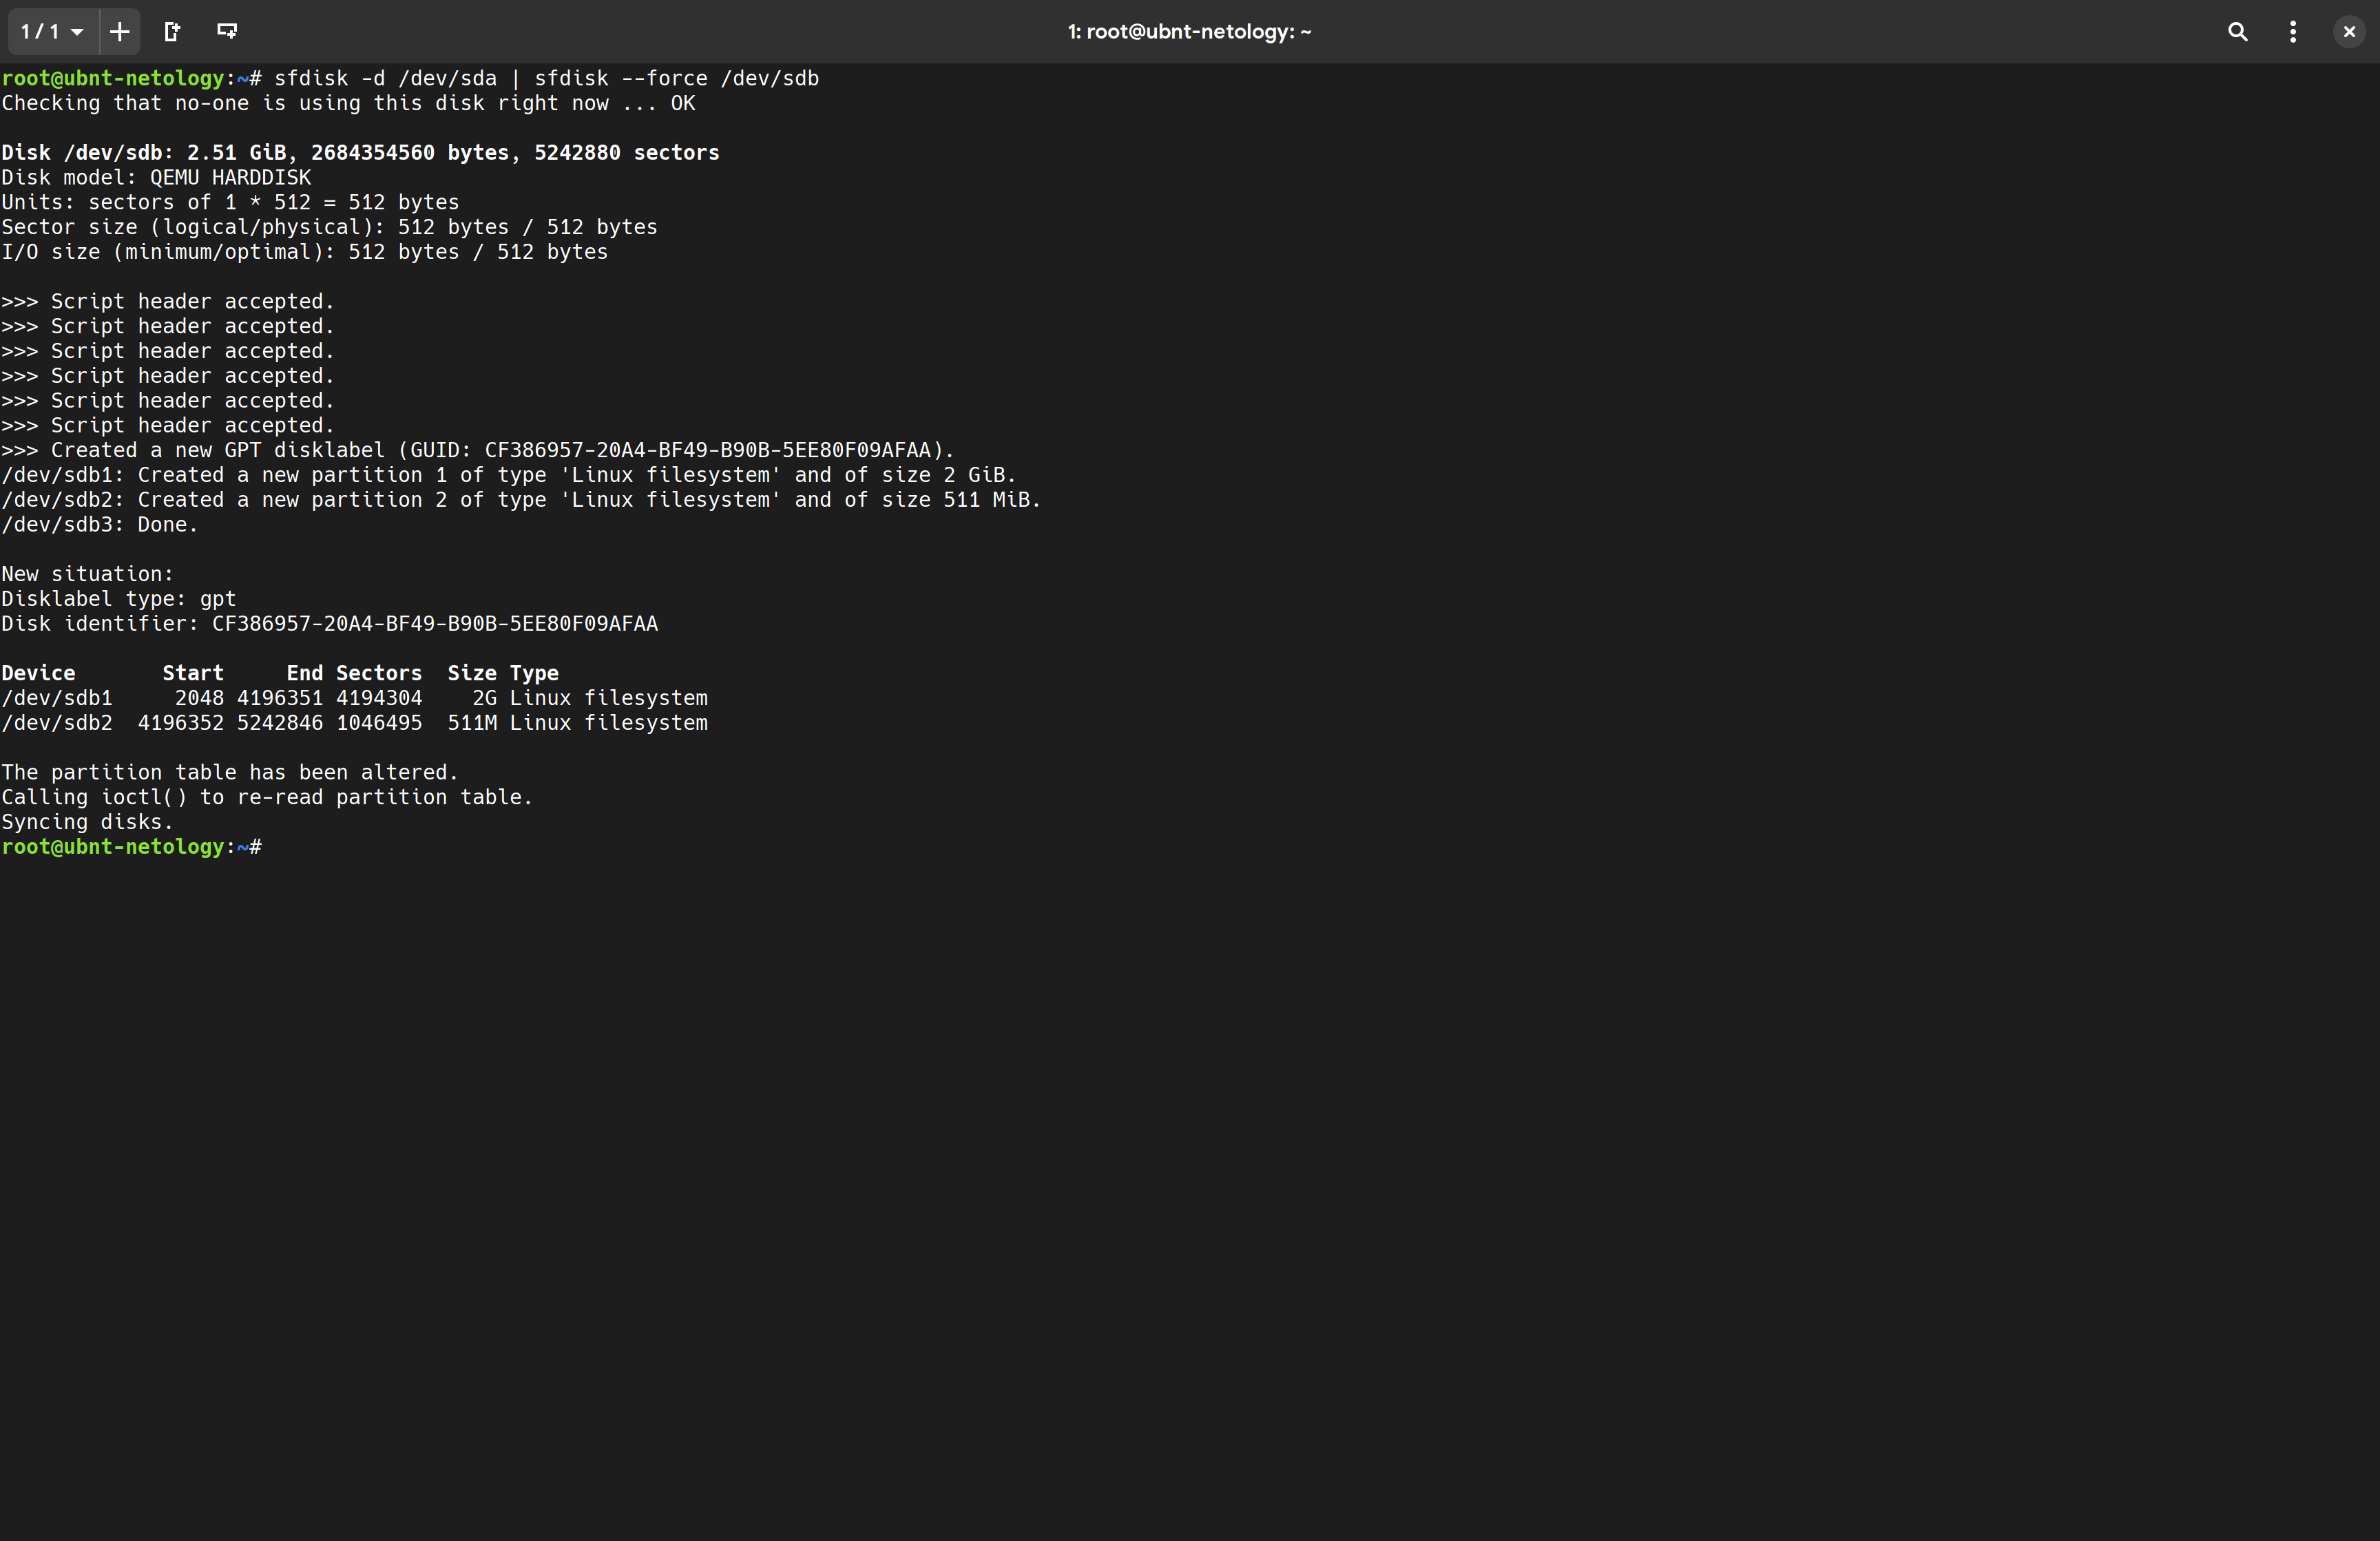 1 / 1
1: root@ubnt-netology: ~
root@ubnt-netology:~# sfdisk -d /dev/sda | sfdisk --force /dev/sdb
Checking that no-one is using this disk right now ... OK
Disk /dev/sdb: 2.51 GiB, 2684354560 bytes, 5242880 sectors
Disk model: QEMU HARDDISK
Units: sectors of 1 * 512 = 512 bytes
Sector size (logical/physical): 512 bytes / 512 bytes
I/O size (minimum/optimal): 512 bytes / 512 bytes
>>> Script header accepted.
>>> Script header accepted.
>>> Script header accepted.
>>> Script header accepted.
>>> Script header accepted.
>>> Script header accepted.
>>> Created a new GPT disklabel (GUID: CF386957-20A4-BF49-B90B-5EE80F09AFAA).
/dev/sdb1: Created a new partition 1 of type 'Linux filesystem' and of size 2 GiB.
/dev/sdb2: Created a new partition 2 of type 'Linux filesystem' and of size 511 MiB.
/dev/sdb3: Done.
New situation:
Disklabel type: gpt
Disk identifier: CF386957-20A4-BF49-B90B-5EE80F09AFAA
Device       Start     End Sectors  Size Type
/dev/sdb1     2048 4196351 4194304    2G Linux filesystem
/dev/sdb2  4196352 5242846 1046495  511M Linux filesystem
The partition table has been altered.
Calling ioctl() to re-read partition table.
Syncing disks.
root@ubnt-netology:~#